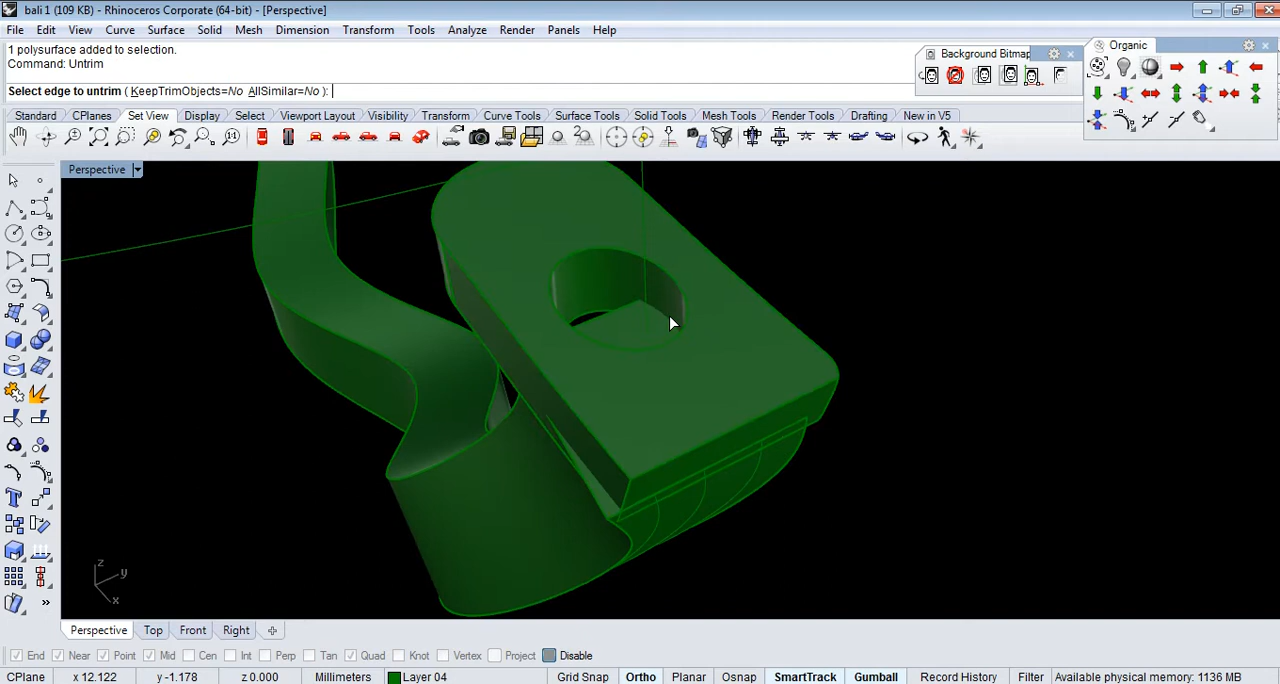 bali 1 (109 KB) - Rhinoceros Corporate (64-bit) - [Perspective]
File Edit View Curve Surface Solid Mesh Dimension Transform Tools Analyze Render Panels Help
1 polysurface added to selection.
Command: Untrim
Select edge to untrim ( KeepTrimObjects=No AllSimilar=No ):
Background Bitmap
Organic
Standard CPlanes Set View Display Select Viewport Layout Visibility Transform Curve Tools Surface Tools Solid Tools Mesh Tools Render Tools Drafting New in V5
Perspective
z
y
x
Perspective Top Front Right
End Near Point Mid Cen Int Perp Tan Quad Knot Vertex Project Disable
CPlane x 12.122 y -1.178 z 0.000 Millimeters Layer 04 Grid Snap Ortho Planar Osnap SmartTrack Gumball Record History Filter Available physical memory: 1136 MB